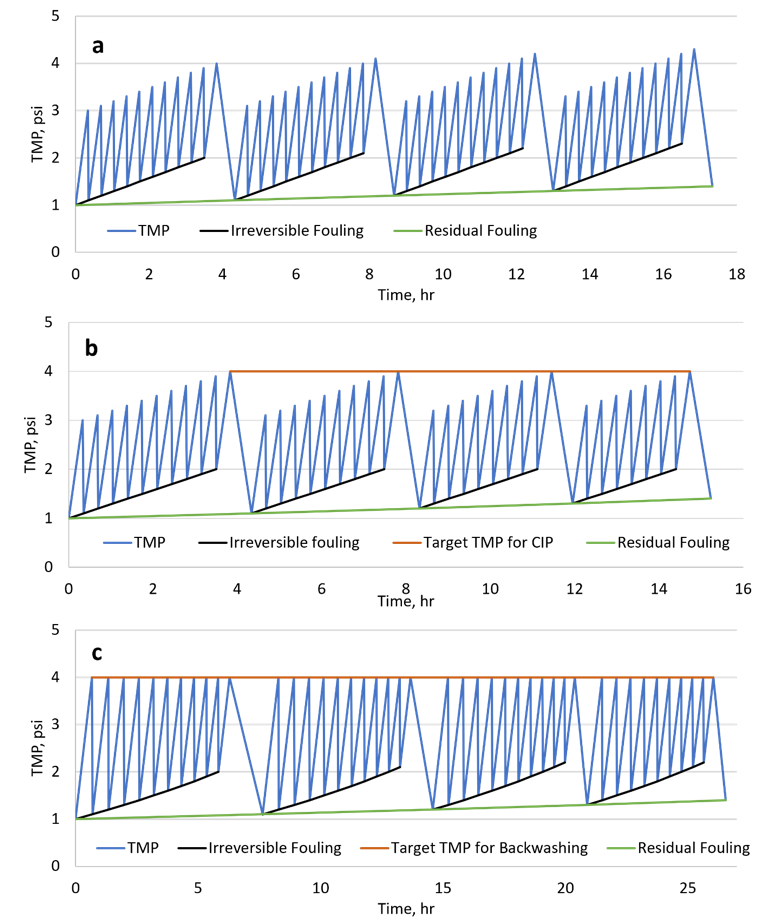 5
a
4
3
TMP, psi
2
1
TMP Irreversible Fouling Residual Fouling
0
0 2 4 6 8 10 12 14 16 18
Time, hr
5
b
4
3
TMP, psi
2
1
TMP Irreversible fouling Target TMP for CIP Residual Fouling
0
0 2 4 6 8 10 12 14 16
Time, hr
5
c
4
3
TMP, psi
2
1
TMP Irreversible Fouling Target TMP for Backwashing Residual Fouling
0
0 5 10 15 20 25
Time, hr